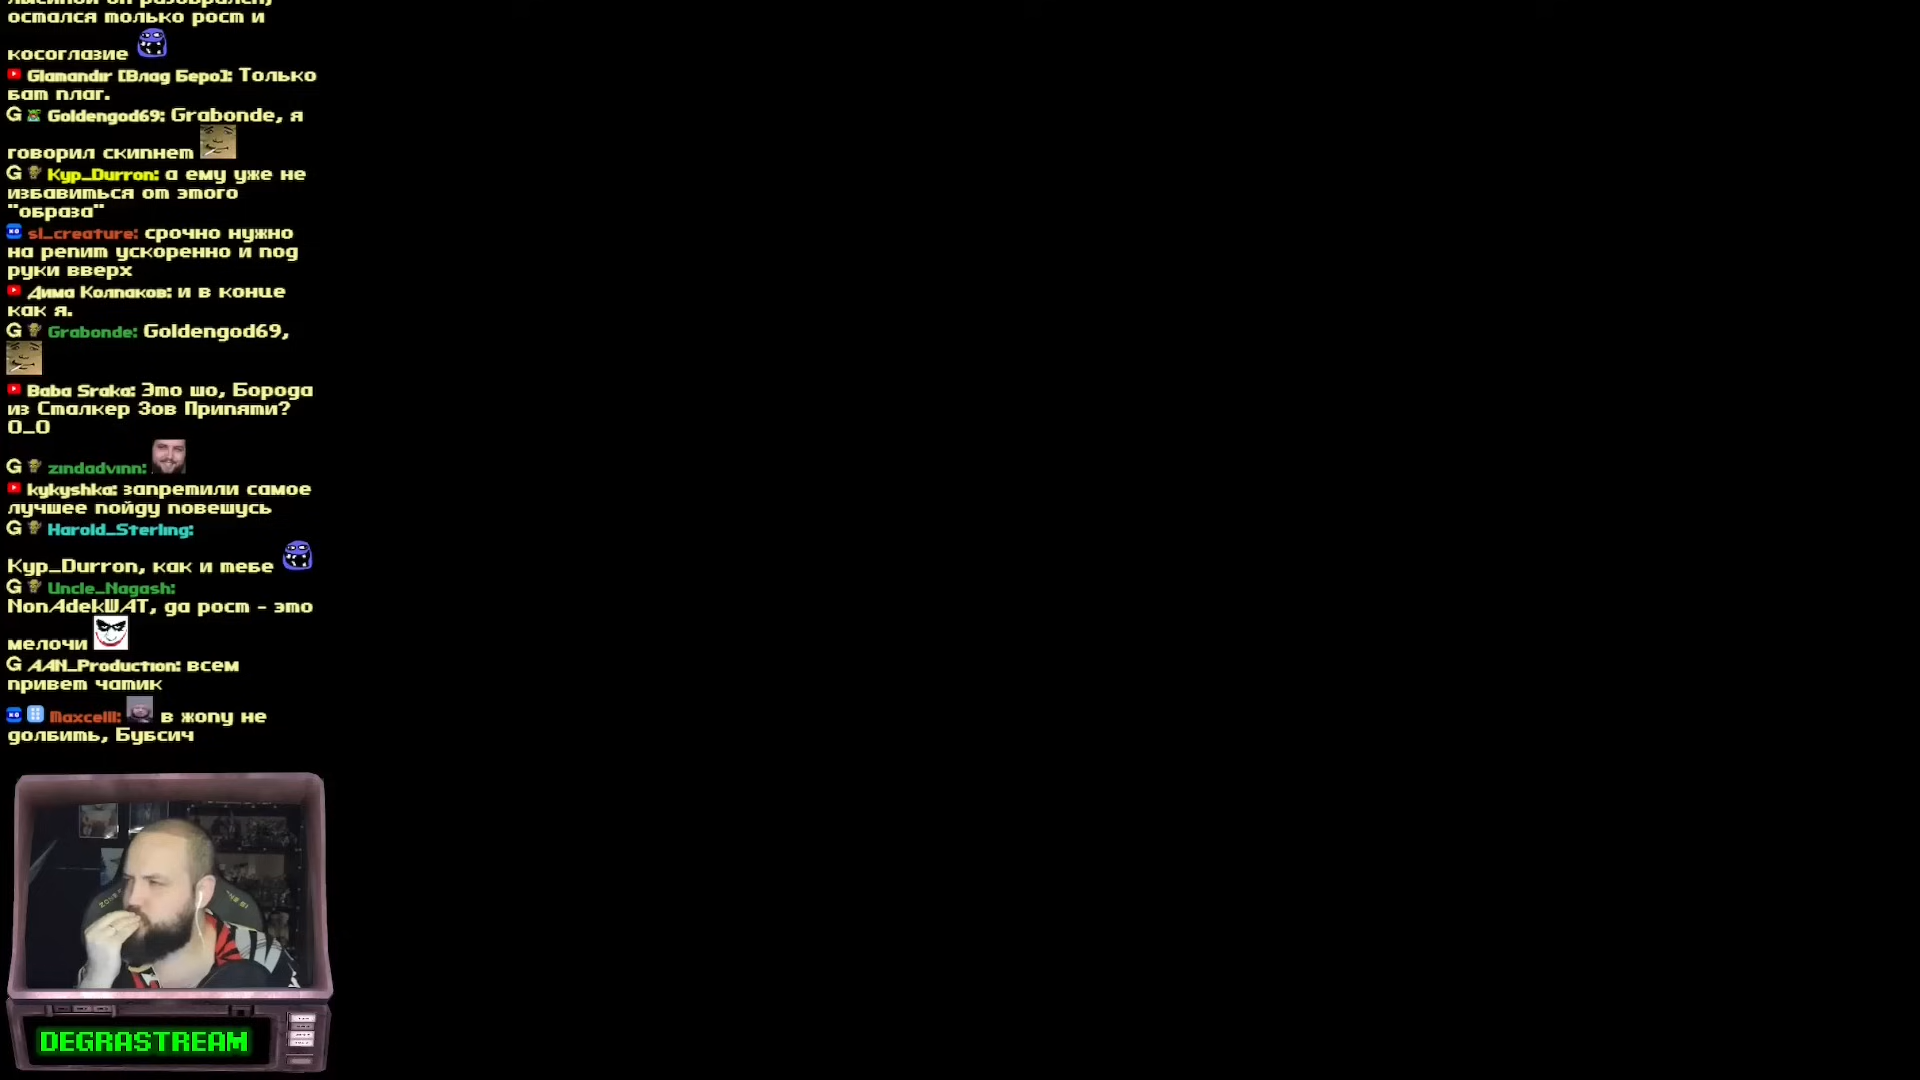 остался только рост и
косоглазие
Glamandir [Влад Беро]: Только
бат плаг.
G Goldengod69: Grabonde, я
говорил скипнет
G Kyp_Durron: а ему уже не
избавиться от этого
"образа"
sl_creature: срочно нужно
на репит ускоренно и под
руки вверх
Дима Колпаков: и в конце
как я.
G Grabonde: Goldengod69,
Baba Sraka: Это шо, Борода
из Сталкер Зов Припяти?
O_O
G zindadvinn:
kykyshka: запретили самое
лучшее пойду повешусь
G Harold_Sterling:
Kyp_Durron, как и тебе
G Uncle_Nagash:
NonAdekWAT, да рост - это
мелочи
G AAN_Production: всем
привет чатик
Maxcelll: в жопу не
долбить, Бубсич
DEGRASTREAM